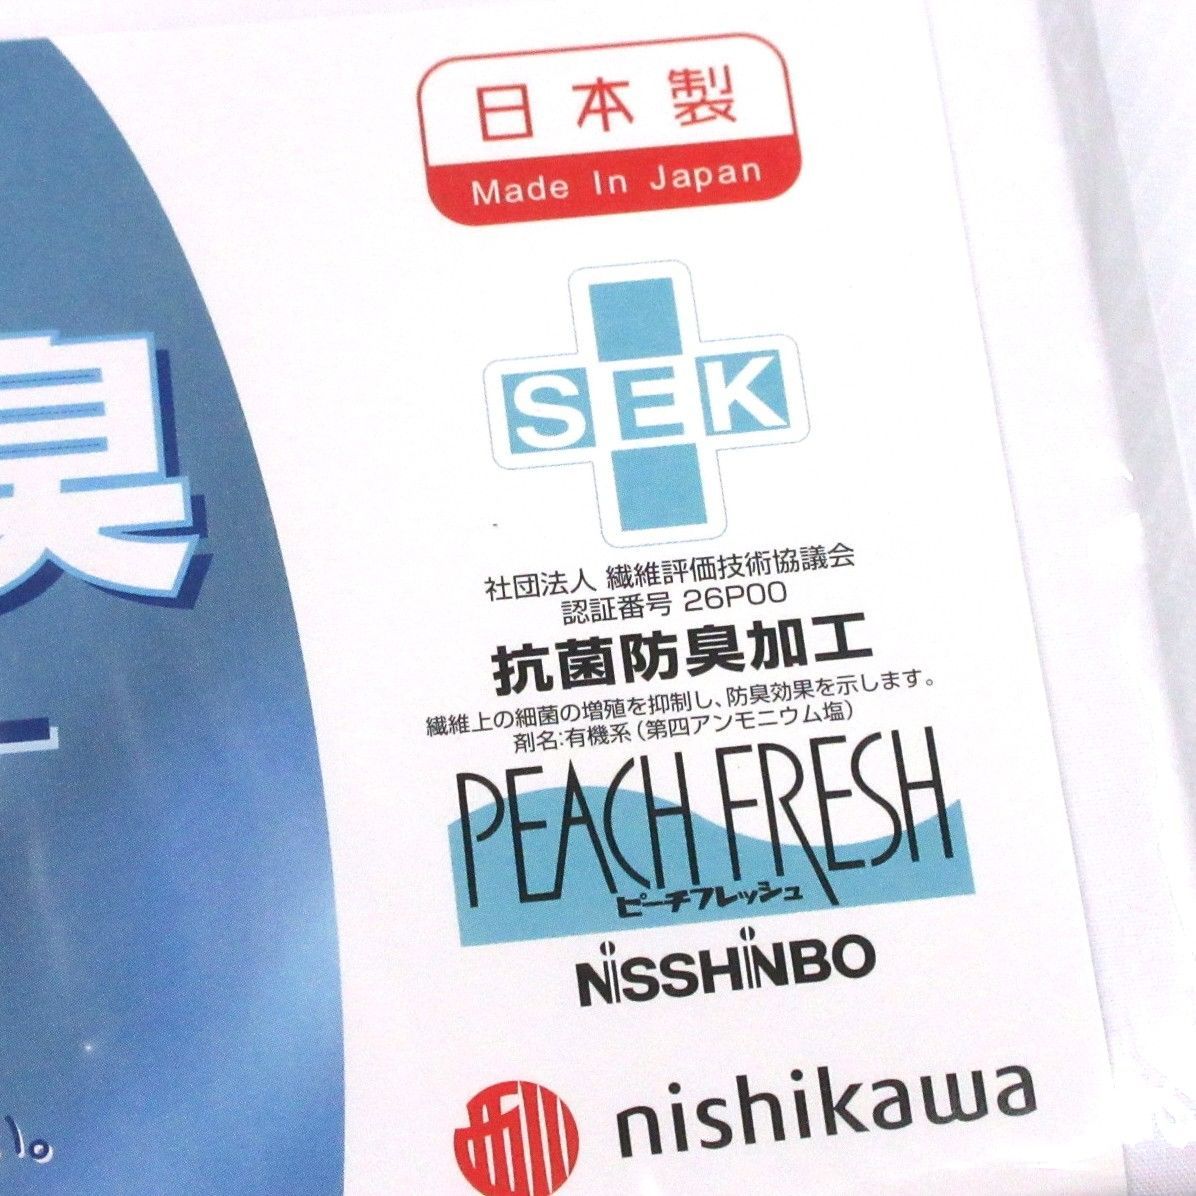 日本製
Made In Japan
SEK
社団法人 繊維評価技術協議会
認証番号 26P00
抗菌防臭加工
繊維上の細菌の増殖を抑制し、防臭効果を示します。
剤名:有機系(第四アンモニウム塩)
PEACH FRESH
ピーチフレッシュ
NISSHINBO
西川
nishikawa
臭
ー
い。